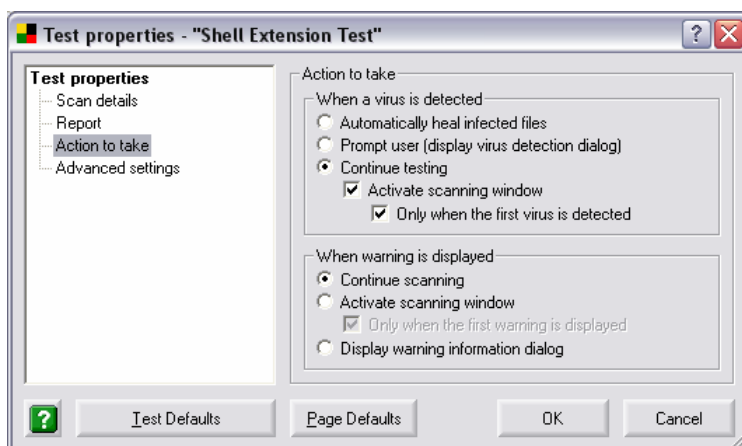 Test properties - "Shell Extension Test"
?
Test properties
Scan details
Report
Action to take
Advanced settings
Action to take
When a virus is detected
Automatically heal infected files
Prompt user (display virus detection dialog)
Continue testing
Activate scanning window
Only when the first virus is detected
When warning is displayed
Continue scanning
Activate scanning window
Only when the first warning is displayed
Display warning information dialog
?
Test Defaults
Page Defaults
OK
Cancel